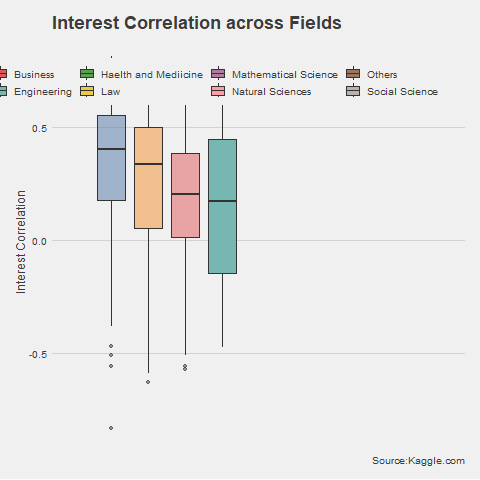 Interest Correlation across Fields
Business
Haelth and Mediicine
Mathematical Science
Others
Engineering
Law
Natural Sciences
Social Science
0.5
0.0
-0.5
Interest Correlation
Source:Kaggle.com